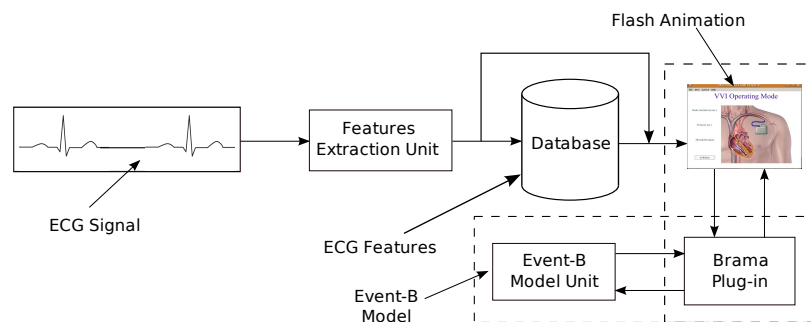 Flash Animation
VVI Operating Mode
Features
Extraction Unit
Database
ECG Signal
ECG Features
Event-B
Model Unit
Brama
Plug-in
Event-B
Model